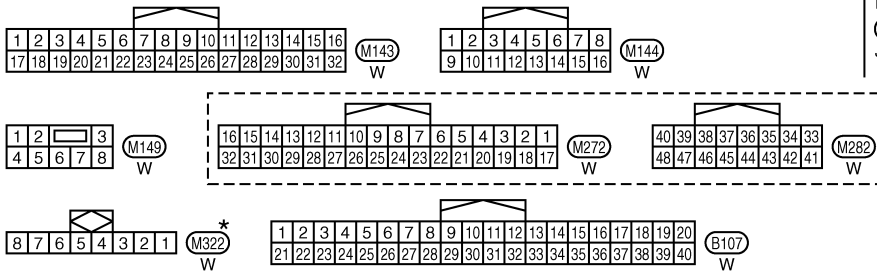 1 2 3 4 5 6 7 8 9 10 11 12 13 14 15 16
17 18 19 20 21 22 23 24 25 26 27 28 29 30 31 32
M143
W
1 2 3 4 5 6 7 8
9 10 11 12 13 14 15 16
M144
W
1 2 3
4 5 6 7 8
M149
W
16 15 14 13 12 11 10 9 8 7 6 5 4 3 2 1
32 31 30 29 28 27 26 25 24 23 22 21 20 19 18 17
M272
W
40 39 38 37 36 35 34 33
48 47 46 45 44 43 42 41
M282
W
8 7 6 5 4 3 2 1
M322 *
W
1 2 3 4 5 6 7 8 9 10 11 12 13 14 15 16 17 18 19 20
21 22 23 24 25 26 27 28 29 30 31 32 33 34 35 36 37 38 39 40
B107
W